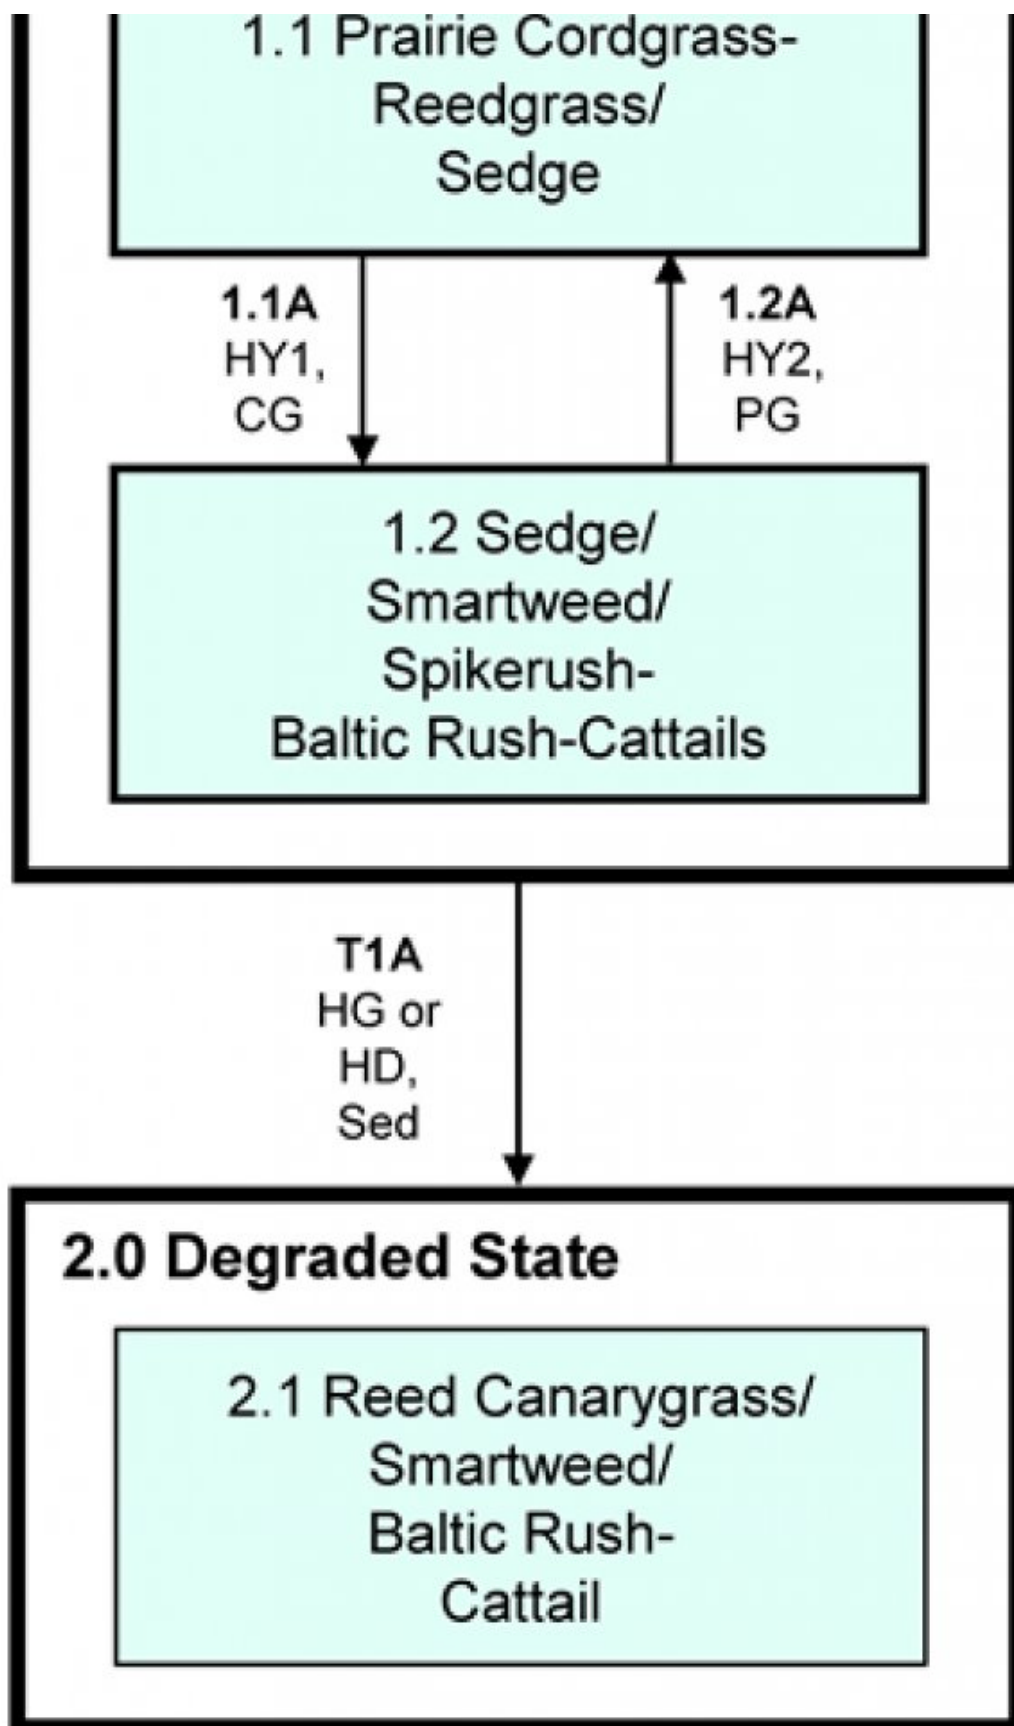 1.1 Prairie Cordgrass-
Reedgrass/
Sedge
1.1A
HY1,
CG
1.2A
HY2,
PG
1.2 Sedge/
Smartweed/
Spikerush-
Baltic Rush-Cattails
T1A
HG or
HD,
Sed
2.0 Degraded State
2.1 Reed Canarygrass/
Smartweed/
Baltic Rush-
Cattail